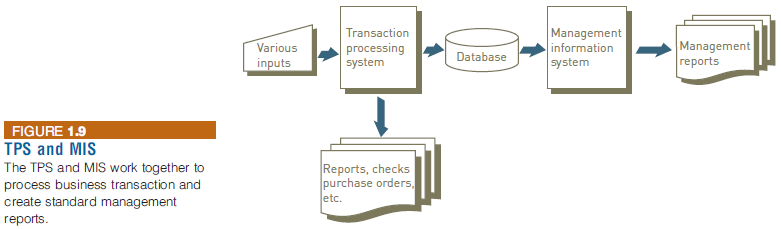 Various
inputs
Transaction
processing
system
Database
Management
information
system
Management
reports
Reports, checks
purchase orders,
etc.
FIGURE 1.9
TPS and MIS
The TPS and MIS work together to
process business transaction and
create standard management
reports.